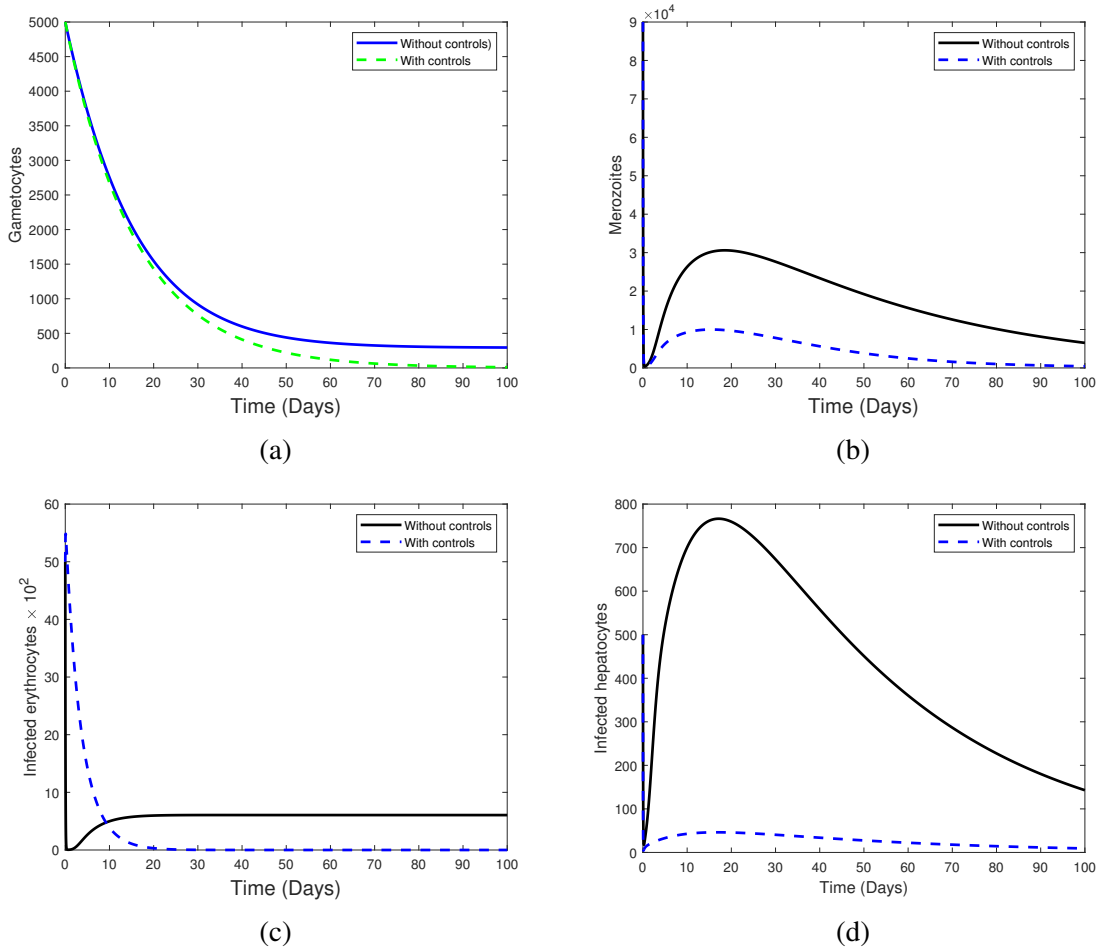 5000
4500
4000
3500
3000
2500
2000
1500
1000
500
0
Gametocytes
Without controls)
With controls
0 10 20 30 40 50 60 70 80 90 100
Time (Days)
(a)
×10^4
9
8
7
6
5
4
3
2
1
0
Merozoites
Without controls
With controls
0 10 20 30 40 50 60 70 80 90 100
Time (Days)
(b)
60
50
40
30
20
10
0
Infected erythrocytes × 10^2
Without controls
With controls
0 10 20 30 40 50 60 70 80 90 100
Time (Days)
(c)
800
700
600
500
400
300
200
100
0
Infected hepatocytes
Without controls
With controls
0 10 20 30 40 50 60 70 80 90 100
Time (Days)
(d)